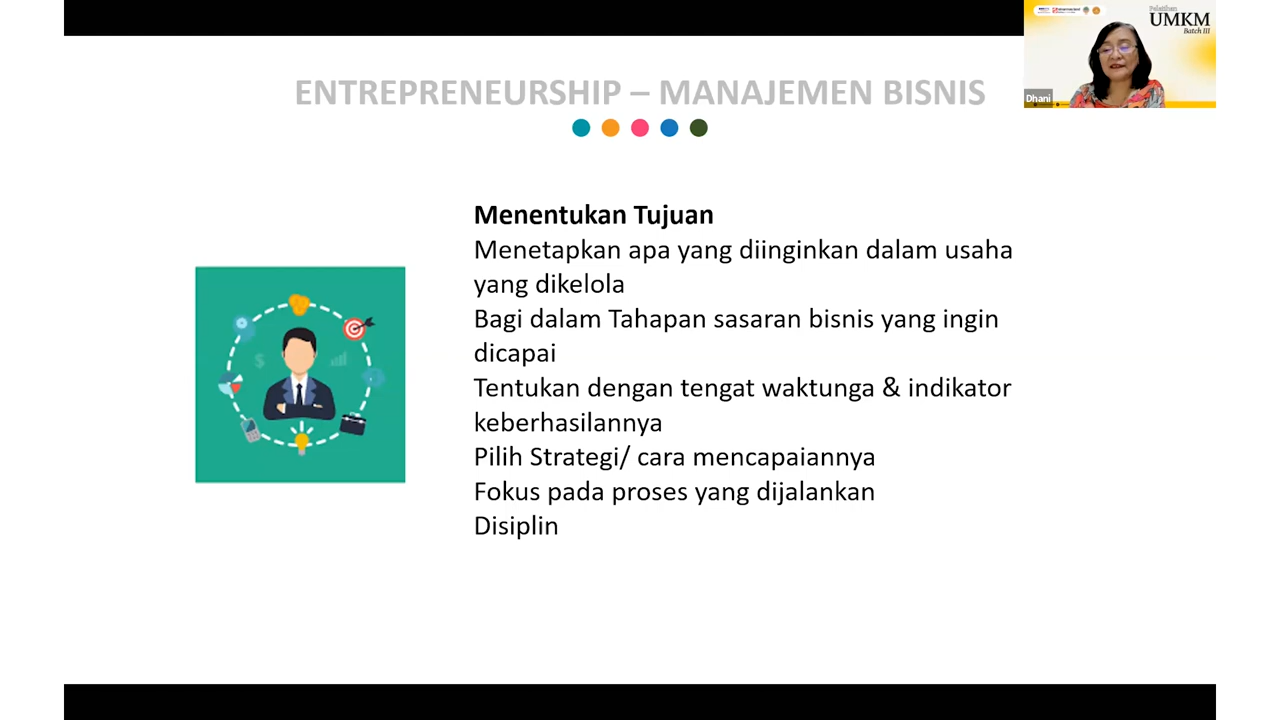 Pelatihan
UMKM
Batch III
Dhani
ENTREPRENEURSHIP – MANAJEMEN BISNIS
Menentukan Tujuan
Menetapkan apa yang diinginkan dalam usaha
yang dikelola
Bagi dalam Tahapan sasaran bisnis yang ingin
dicapai
Tentukan dengan tengat waktunga & indikator
keberhasilannya
Pilih Strategi/ cara mencapaiannya
Fokus pada proses yang dijalankan
Disiplin